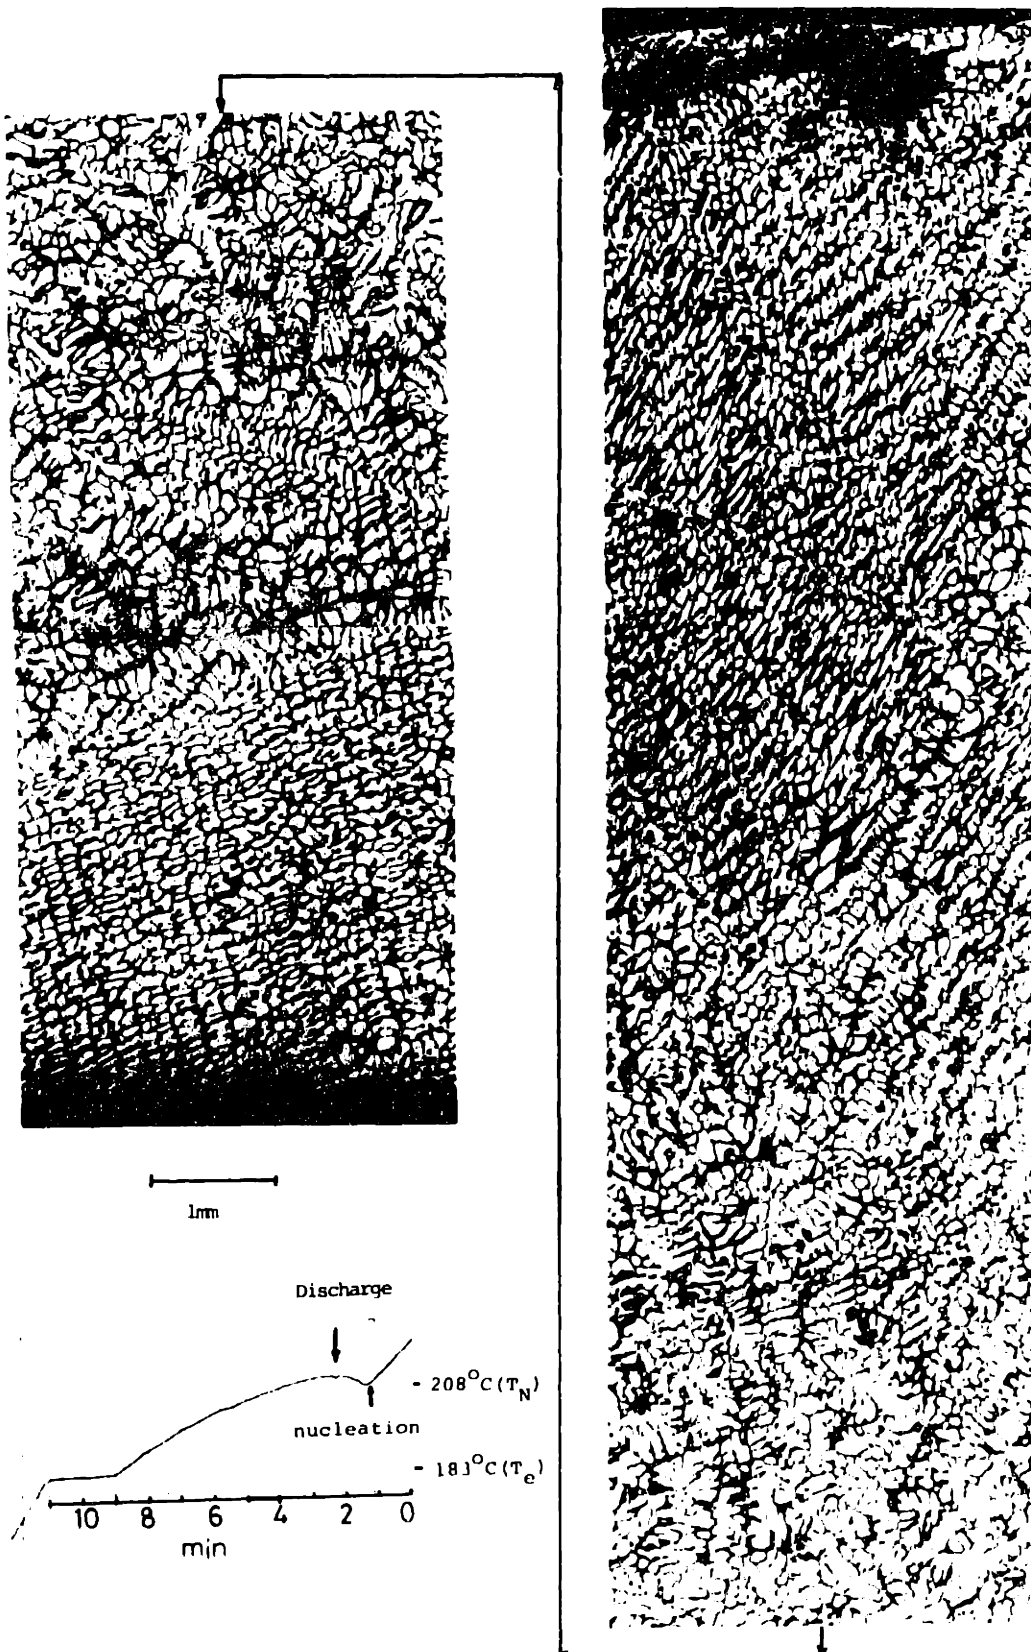 1mm
Discharge
- 208°C(T_N)
nucleation
- 183°C(T_e)
10 8 6 4 2 0
min